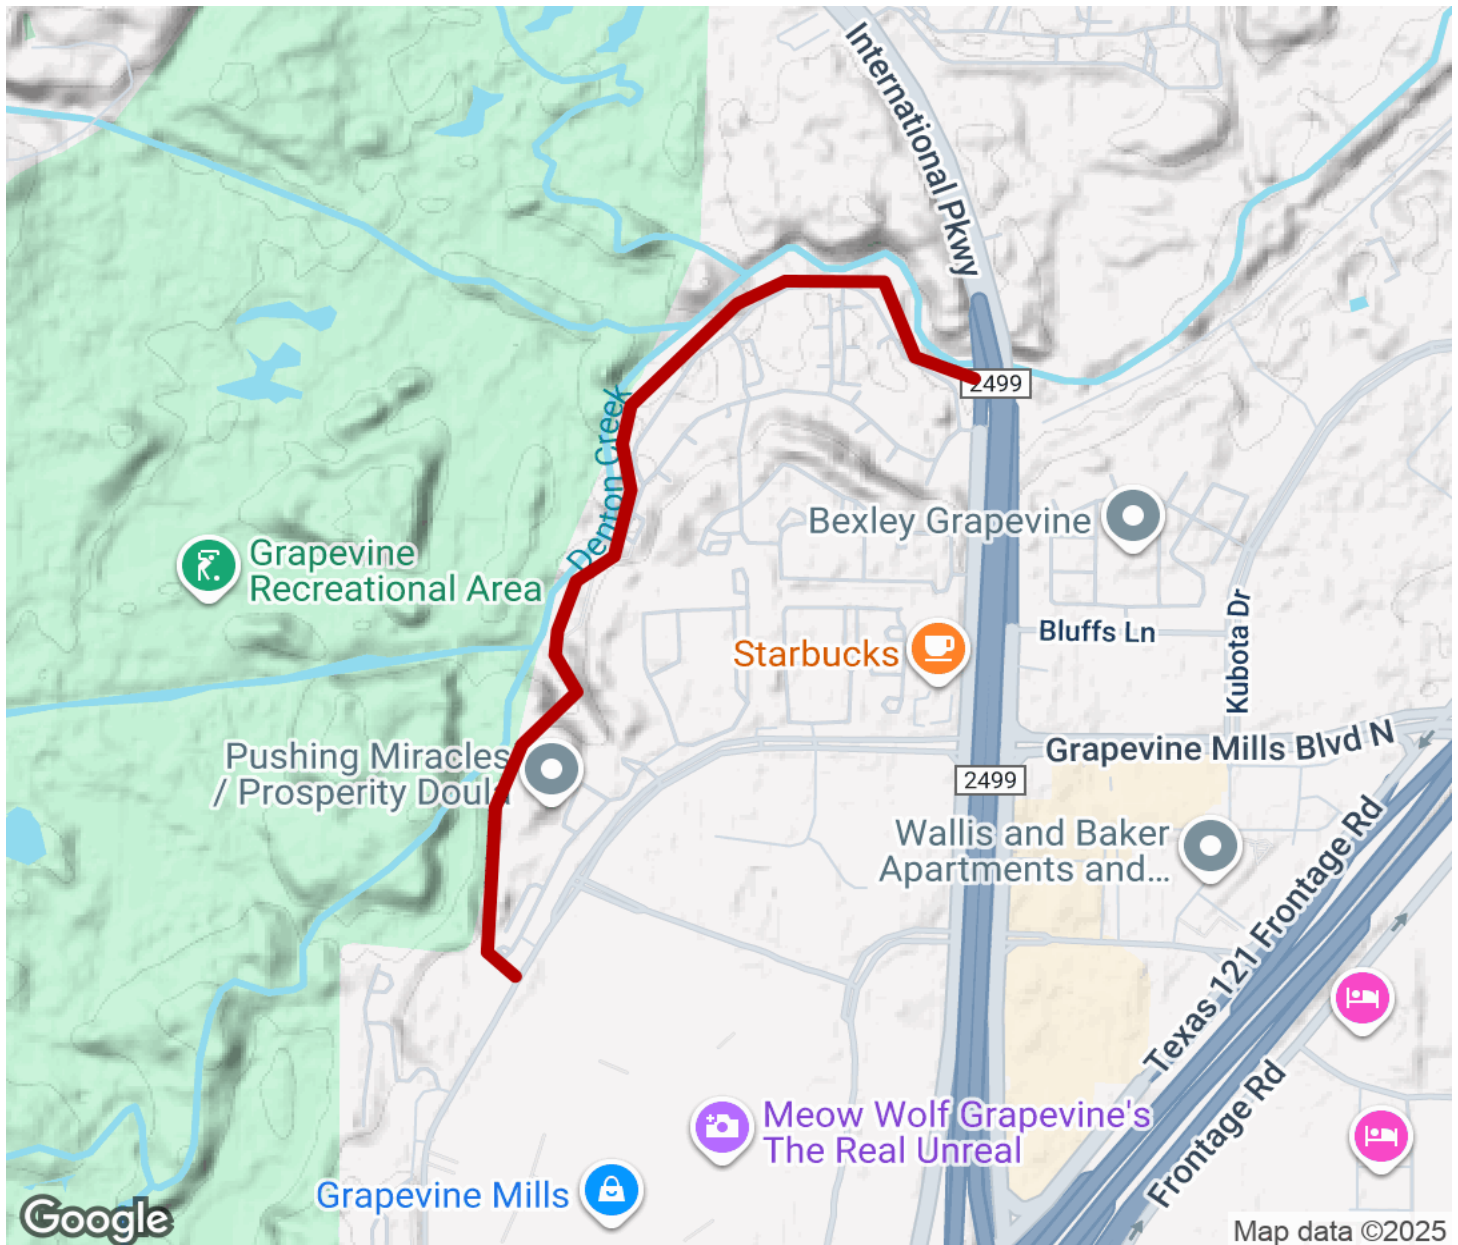 International Pkwy
2499
Denton Creek
Bexley Grapevine
Grapevine
Recreational Area
Kubota Dr
Bluffs Ln
Starbucks
Grapevine Mills Blvd N
Pushing Miracles
/ Prosperity Doula
2499
Wallis and Baker
Apartments and...
Texas 121 Frontage Rd
Frontage Rd
Meow Wolf Grapevine's
The Real Unreal
Grapevine Mills
Google
Map data ©2025